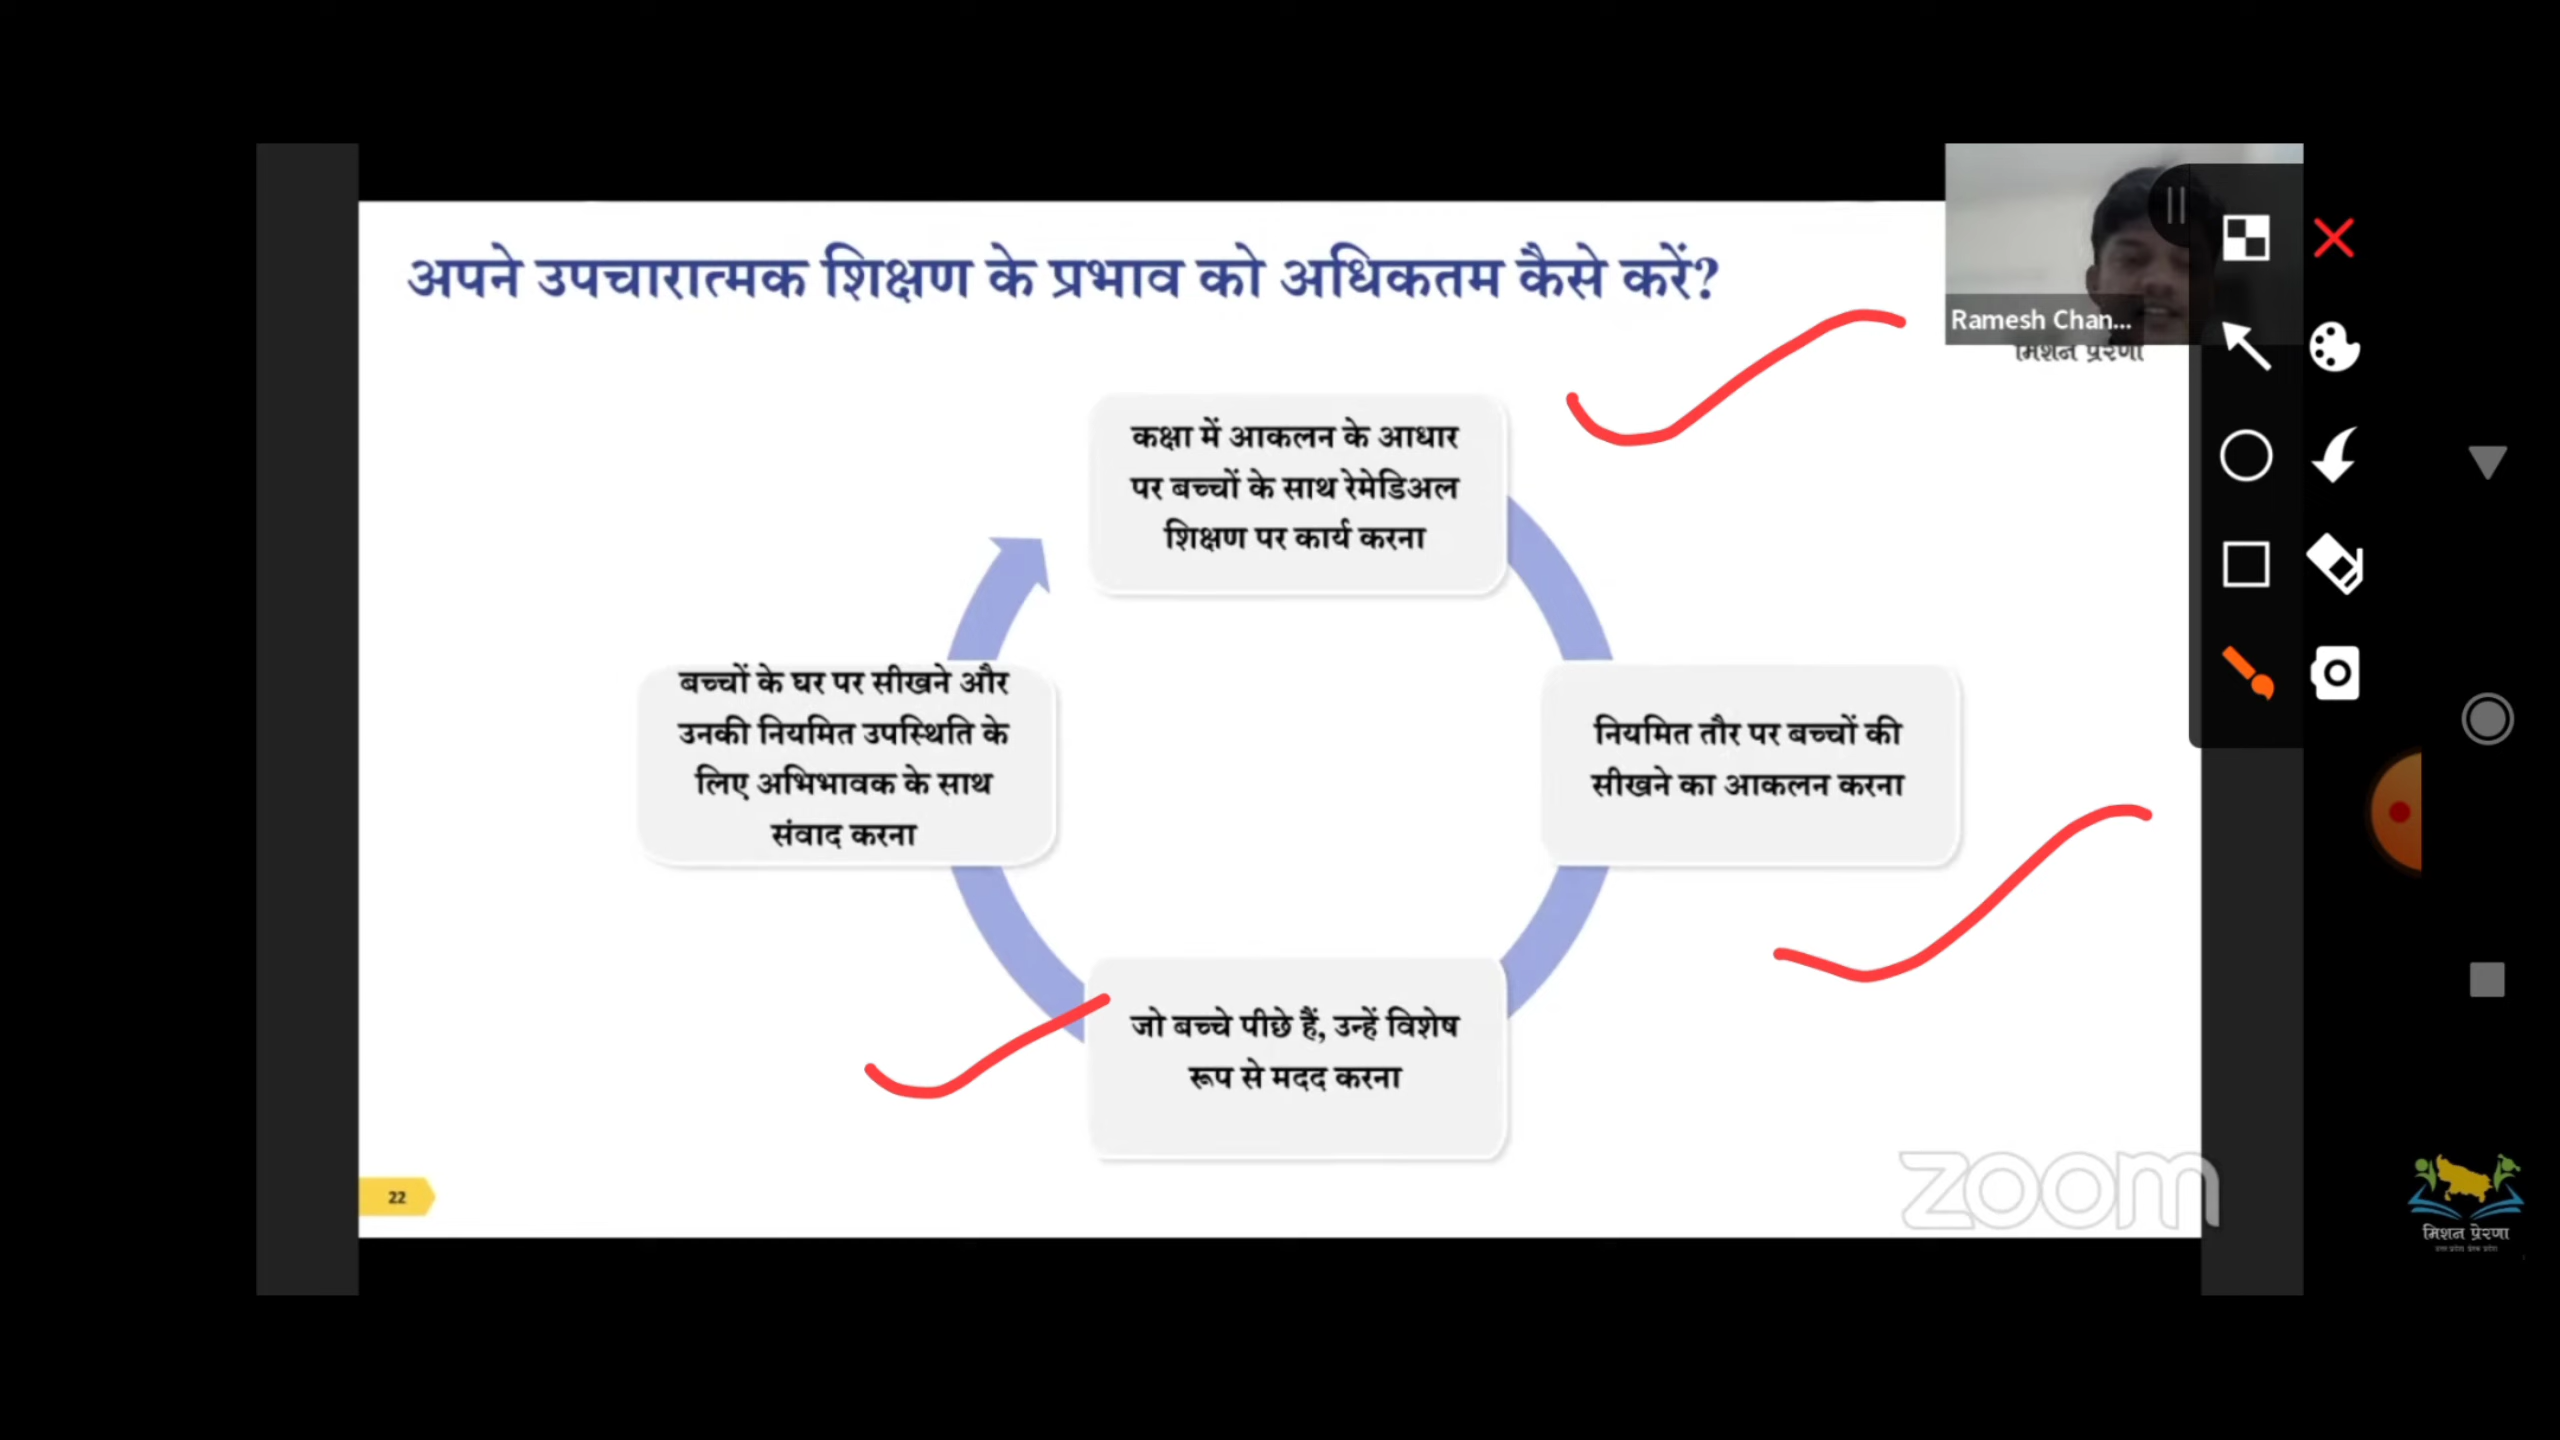 अपने उपचारात्मक शिक्षण के प्रभाव को अधिकतम कैसे करें?
Ramesh Chan...
मिशन प्रेरणा
कक्षा में आकलन के आधार
पर बच्चों के साथ रेमेडिअल
शिक्षण पर कार्य करना
नियमित तौर पर बच्चों की
सीखने का आकलन करना
जो बच्चे पीछे हैं, उन्हें विशेष
रूप से मदद करना
बच्चों के घर पर सीखने और
उनकी नियमित उपस्थिति के
लिए अभिभावक के साथ
संवाद करना
22
zoom
मिशन प्रेरणा